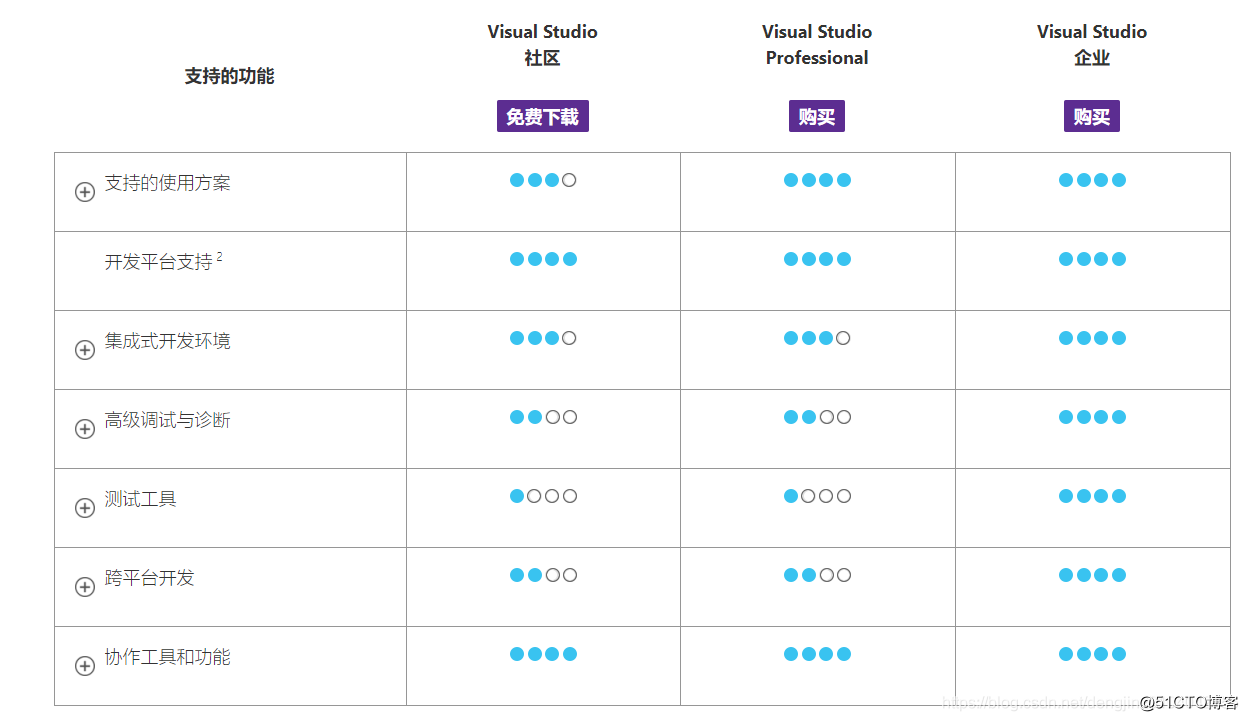 支持的功能
Visual Studio
社区
免费下载
Visual Studio
Professional
购买
Visual Studio
企业
购买
支持的使用方案
开发平台支持 2
集成式开发环境
高级调试与诊断
测试工具
跨平台开发
协作工具和功能
https://blog.csdn.net/dengjin
@51CTO博客